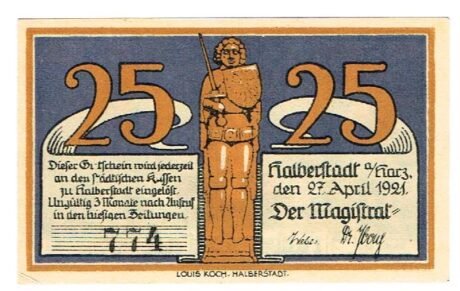 25 25
Dieser Gutschein wird jederzeit
an den städtischen Kassen
zu Halberstadt eingelöst.
Ungültig 3 Monate nach Aufruf
in den hiesigen Zeitungen.
774
Halberstadt a/Harz,
den 27. April 1921.
Der Magistrat
LOUIS KOCH - HALBERSTADT.